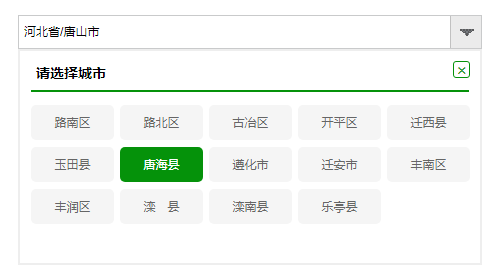 河北省/唐山市
请选择城市
路南区 路北区 古冶区 开平区 迁西县
玉田县 唐海县 遵化市 迁安市 丰南区
丰润区 滦　县 滦南县 乐亭县